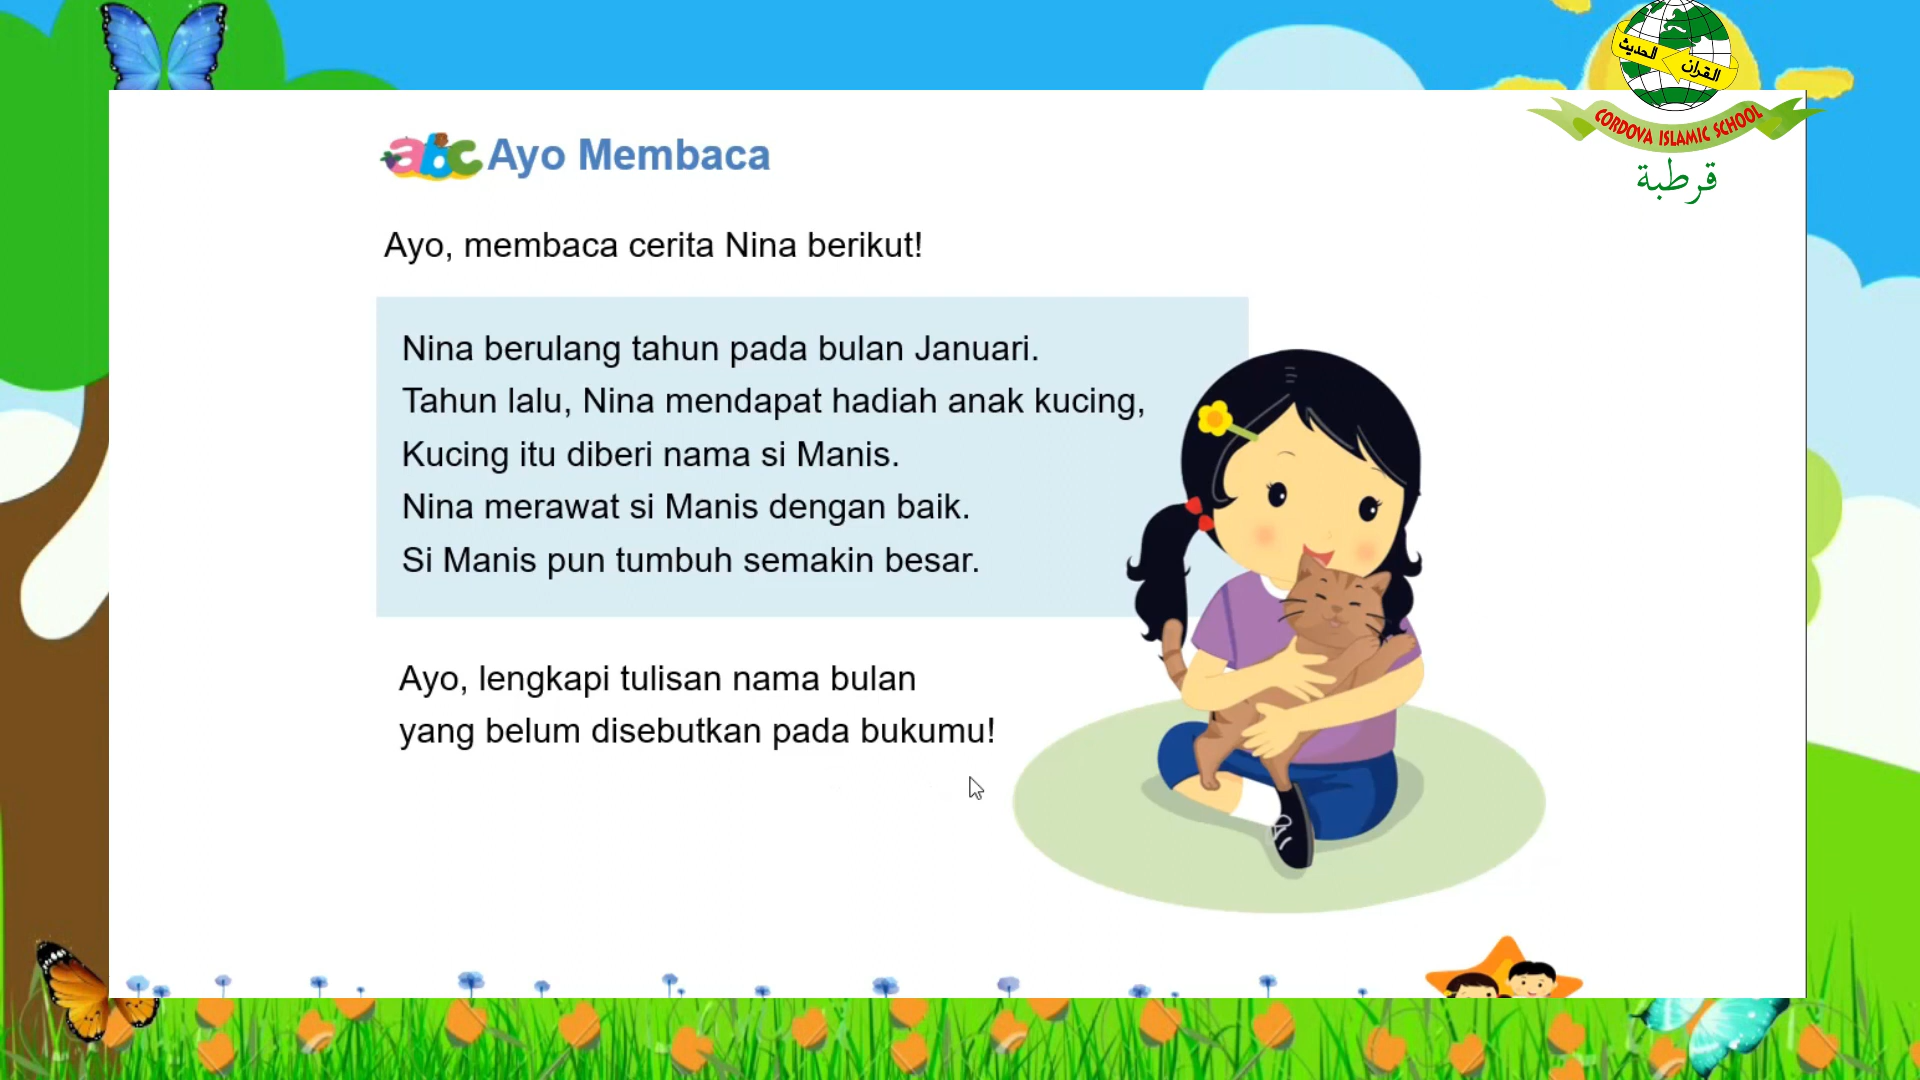 الحديث
القرآن
CORDOVA ISLAMIC SCHOOL
قرطبة
abc Ayo Membaca
Ayo, membaca cerita Nina berikut!
Nina berulang tahun pada bulan Januari.
Tahun lalu, Nina mendapat hadiah anak kucing,
Kucing itu diberi nama si Manis.
Nina merawat si Manis dengan baik.
Si Manis pun tumbuh semakin besar.
Ayo, lengkapi tulisan nama bulan
yang belum disebutkan pada bukumu!